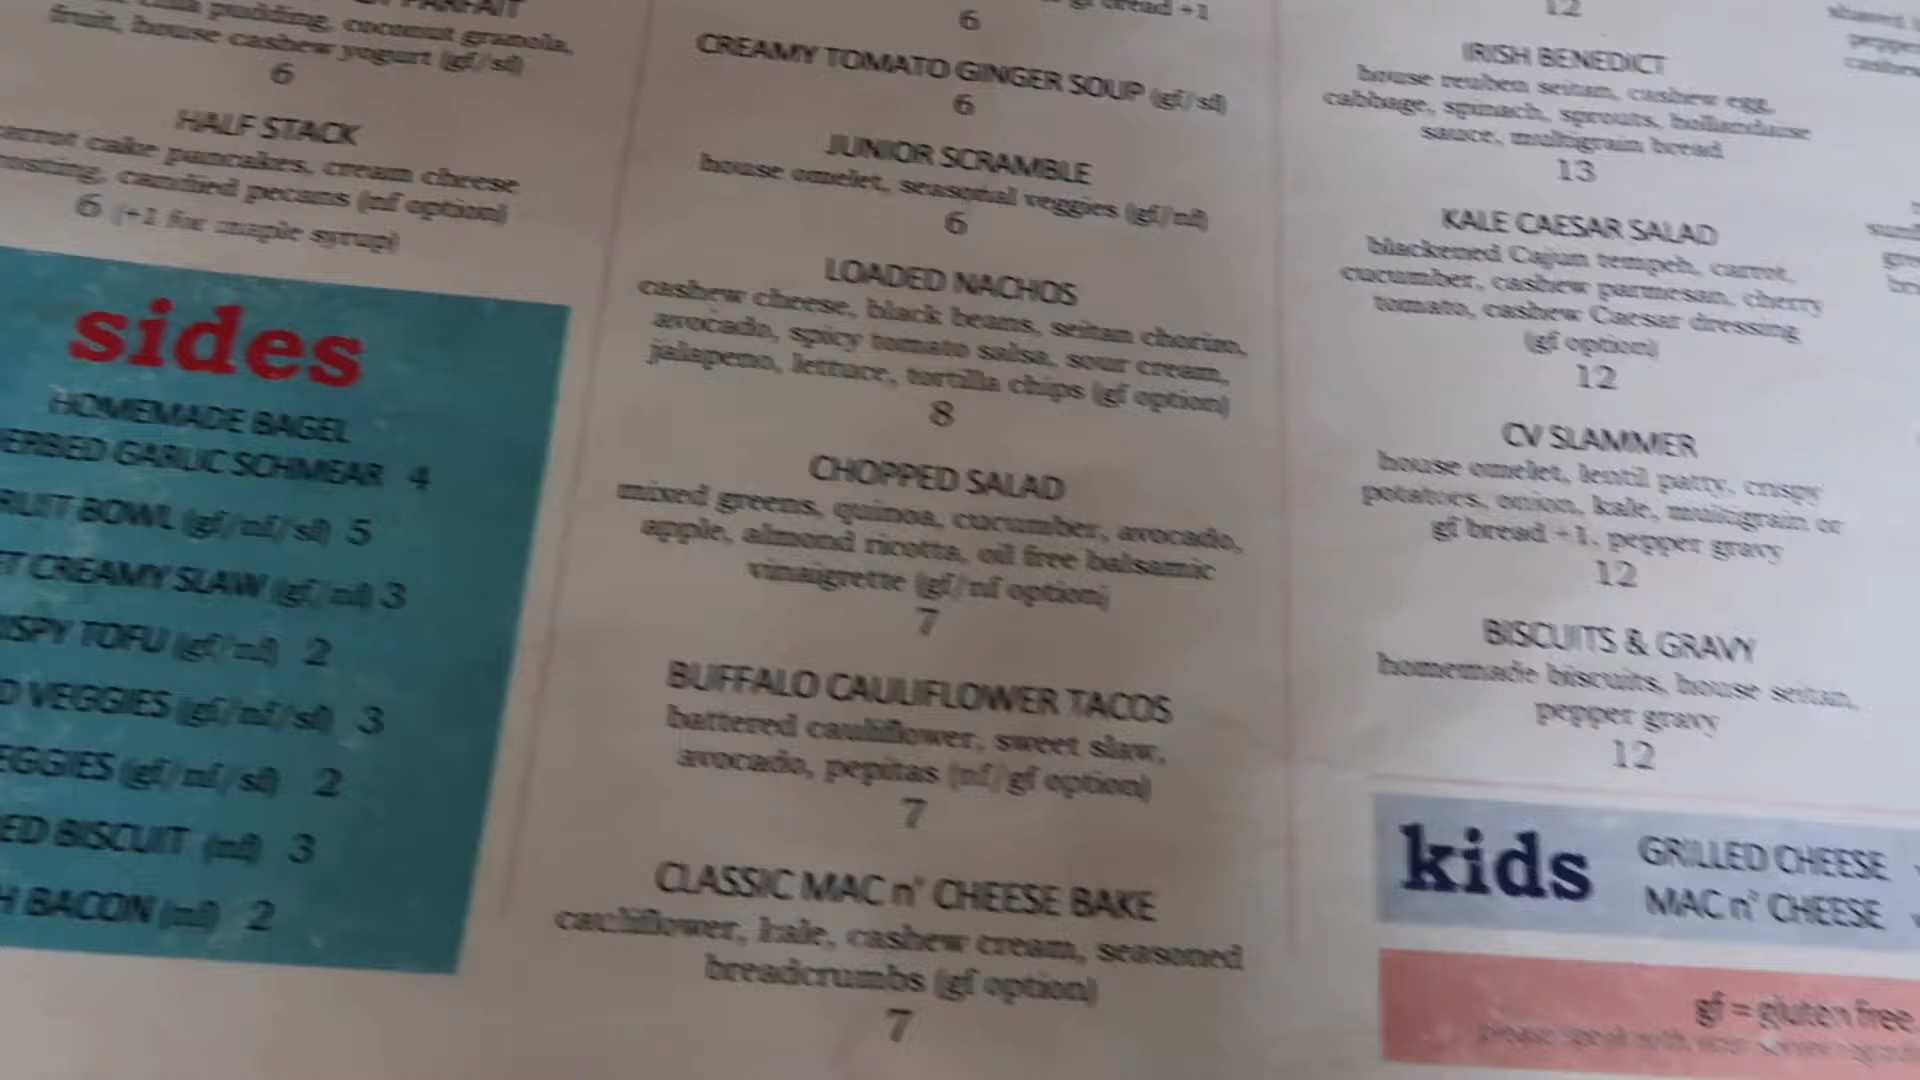 PARFAIT
pudding, coconut granola,
fruit, house cashew yogurt (gf/sf)
6
HALF STACK
carrot cake pancakes, cream cheese
frosting, candied pecans (nf option)
6 (+1 for maple syrup)
sides
HOMEMADE BAGEL
HERBED GARLIC SCHMEAR 4
FRUIT BOWL (gf/nf/sf) 5
CREAMY SLAW (gf/nf) 3
TOFU (gf/nf) 2
VEGGIES (gf/nf/sf) 3
VEGGIES (gf/nf/sf) 2
BISCUIT (nf) 3
BACON (nf) 2
gf bread +1
6
CREAMY TOMATO GINGER SOUP (gf/sf)
6
JUNIOR SCRAMBLE
house omelet, seasonal veggies (gf/nf)
6
LOADED NACHOS
cashew cheese, black beans, seitan chorizo,
avocado, spicy tomato salsa, sour cream,
jalapeno, lettuce, tortilla chips (gf option)
8
CHOPPED SALAD
mixed greens, quinoa, cucumber, avocado,
apple, almond ricotta, oil free balsamic
vinaigrette (gf/nf option)
7
BUFFALO CAULIFLOWER TACOS
battered cauliflower, sweet slaw,
avocado, pepitas (nf/gf option)
7
CLASSIC MAC n' CHEESE BAKE
cauliflower, kale, cashew cream, seasoned
breadcrumbs (gf option)
7
12
IRISH BENEDICT
house reuben seitan, cashew egg,
cabbage, spinach, sprouts, hollandaise
sauce, multigrain bread
13
KALE CAESAR SALAD
blackened Cajun tempeh, carrot,
cucumber, cashew parmesan, cherry
tomato, cashew Caesar dressing
(gf option)
12
CV SLAMMER
house omelet, lentil patty, crispy
potatoes, onion, kale, multigrain or
gf bread +1, pepper gravy
12
BISCUITS & GRAVY
homemade biscuits, house seitan,
pepper gravy
12
kids
GRILLED CHEESE
MAC n' CHEESE
gf = gluten free